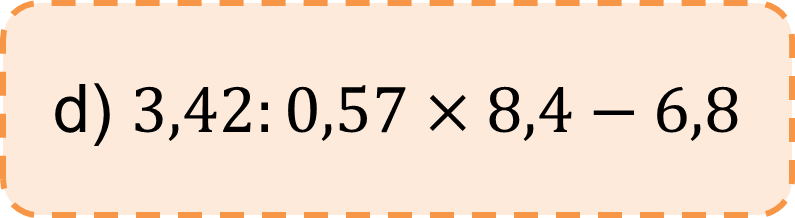 d) 3,42: 0,57 × 8,4 − 6,8